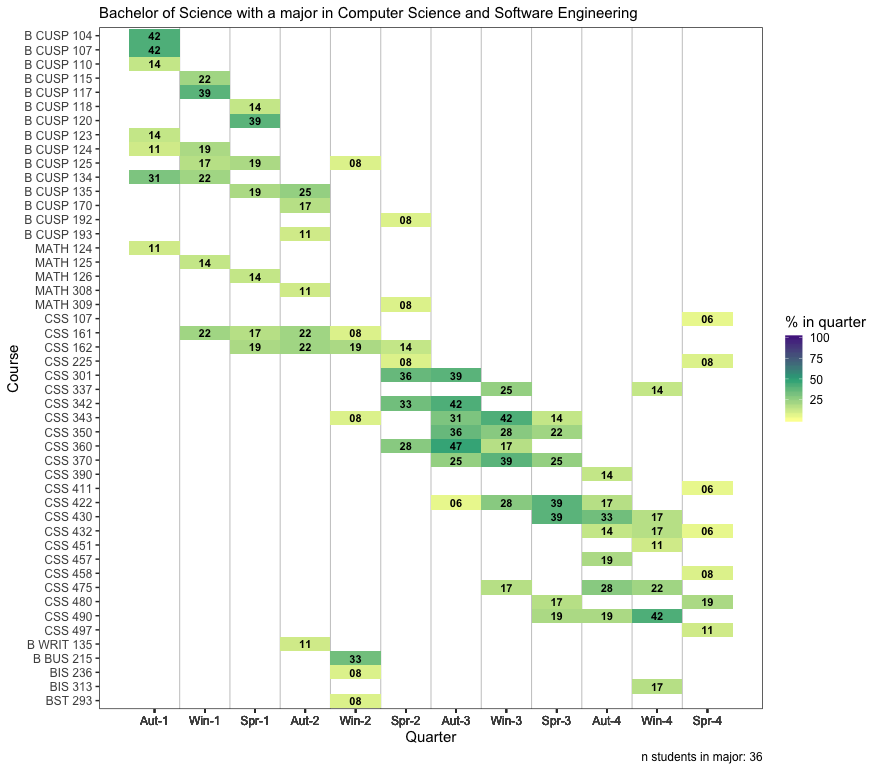 Bachelor of Science with a major in Computer Science and Software Engineering
B CUSP 104 42
B CUSP 107 42
B CUSP 110 14
B CUSP 115 22
B CUSP 117 39
B CUSP 118 14
B CUSP 120 39
B CUSP 123 14
B CUSP 124 11 19
B CUSP 125 17 19 08
B CUSP 134 31 22
B CUSP 135 19 25
B CUSP 170 17
B CUSP 192 08
B CUSP 193 11
MATH 124 11
MATH 125 14
MATH 126 14
MATH 308 11
MATH 309 08
CSS 107 06
CSS 161 22 17 22 08
CSS 162 19 22 19 14
CSS 225 08 08
CSS 301 36 39
CSS 337 25 14
CSS 342 33 42
CSS 343 08 31 42 14
CSS 350 36 28 22
CSS 360 28 47 17
CSS 370 25 39 25
CSS 390 14
CSS 411 06
CSS 422 06 28 39 17
CSS 430 39 33 17
CSS 432 14 17 06
CSS 451 11
CSS 457 19
CSS 458 08
CSS 475 17 28 22
CSS 480 17 19
CSS 490 19 19 42
CSS 497 11
B WRIT 135 11
B BUS 215 33
BIS 236 08
BIS 313 17
BST 293 08
Course
Aut-1 Win-1 Spr-1 Aut-2 Win-2 Spr-2 Aut-3 Win-3 Spr-3 Aut-4 Win-4 Spr-4
Quarter
% in quarter
100
75
50
25
n students in major: 36